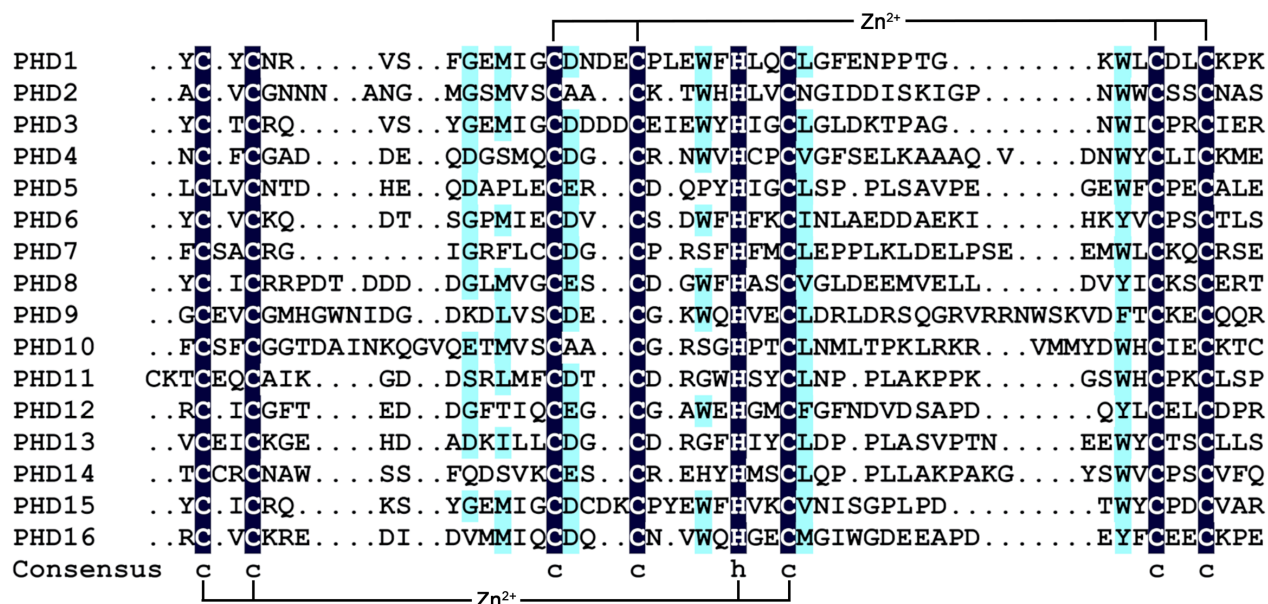 Zn²⁺
PHD1 ..YC.YCNR.....VS..FGEMIGCDNDECPLEWFHLQCLGFENPPTG.........KWLCDLCKPK
PHD2 ..AC.VCGNNN..ANG..MGSMVSCAA..CK.TWHHLVCNGIDDISKIGP.......NWWCSSCNAS
PHD3 ..YC.TCRQ.....VS..YGEMIGCDDDDCEIEWYHIGCLGLDKTPAG.........NWICPRCIER
PHD4 ..NC.FCGAD....DE..QDGSMQCDG..CR.NWVHCPCVGFSELKAAAQ.V....DNWYCLICKME
PHD5 ..LCLVCNTD....HE..QDAPLECER..CD.QPYHIGCLSP.PLSAVPE......GEWFCPECALE
PHD6 ..YC.VCKQ.....DT..SGPMIECDV..CS.DWFHFKCINLAEDDAEKI......HKYVCPSCTLS
PHD7 ..FCSACRG.........IGRFLCCDG..CP.RSFHFMCLEPPLKLDELPSE....EMWLCKQCRSE
PHD8 ..YC.ICRRPDT.DDD..DGLMVGCES..CD.GWFHASCVGLDEEMVELL......DVYICKSCERT
PHD9 ..GCEVCGMHGWNIDG..DKDLVSCDE..CG.KWQHVECLDRLDRSQGRVRRNWSKVDFTCKECQQR
PHD10 ..FCSFCGGTDAINKQGVQETMVSCAA..CG.RSGHPTCLNMLTPKLRKR...VMMYDWHCIECKTC
PHD11 CKTCEQCAIK....GD..DSRLMFCDT..CD.RGWHSYCLNP.PLAKPPK......GSWHCPKCLSP
PHD12 ..RC.ICGFT....ED..DGFTIQCEG..CG.AWEHGMCFGFNDVDSAPD.......QYLCELCDPR
PHD13 ..VCEICKGE....HD..ADKILLCDG..CD.RGFHIYCLDP.PLASVPTN.....EEWYCTSCLLS
PHD14 ..TCCRCNAW....SS..FQDSVKCES..CR.EHYHMSCLQP.PLLAKPAKG....YSWVCPSCVFQ
PHD15 ..YC.ICRQ.....KS..YGEMIGCDCDKCPYEWFHVKCVNISGPLPD.........TWYCPDCVAR
PHD16 ..RC.VCKRE....DI..DVMMIQCDQ..CN.VWQHGECMGIWGDEEAPD.......EYFCEECKPE
Consensus c c c c h c c c
Zn²⁺